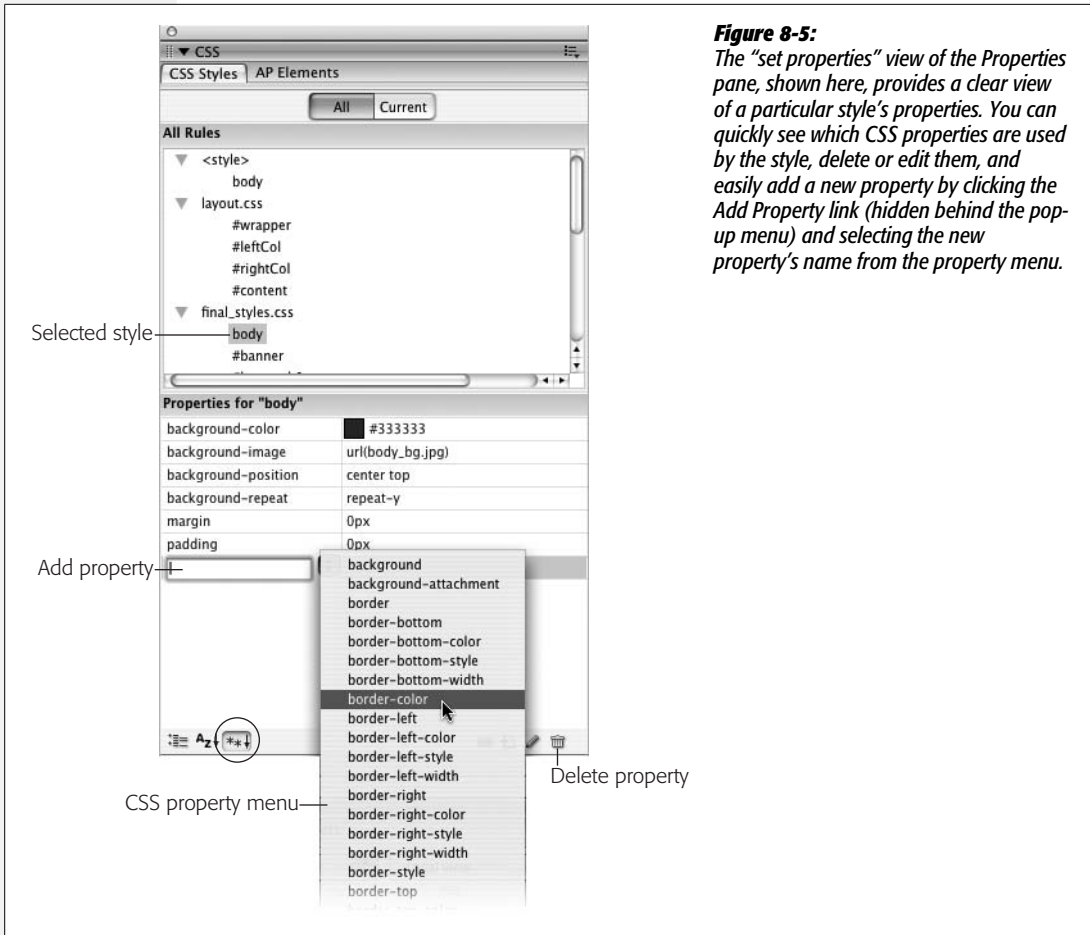 CSS
CSS Styles
AP Elements
All
Current
All Rules
<style>
body
layout.css
#wrapper
#leftCol
#rightCol
#content
final_styles.css
Selected style
body
#banner
Properties for "body"
background-color #333333
background-image url(body_bg.jpg)
background-position center top
background-repeat repeat-y
margin 0px
padding 0px
Add property
background
background-attachment
border
border-bottom
border-bottom-color
border-bottom-style
border-bottom-width
border-color
border-left
border-left-color
border-left-style
border-left-width
border-right
border-right-color
border-right-style
border-right-width
border-style
border-top
AZ
**
Delete property
CSS property menu
Figure 8-5:
The “set properties” view of the Properties
pane, shown here, provides a clear view
of a particular style’s properties. You can
quickly see which CSS properties are used
by the style, delete or edit them, and
easily add a new property by clicking the
Add Property link (hidden behind the pop-
up menu) and selecting the new
property’s name from the property menu.